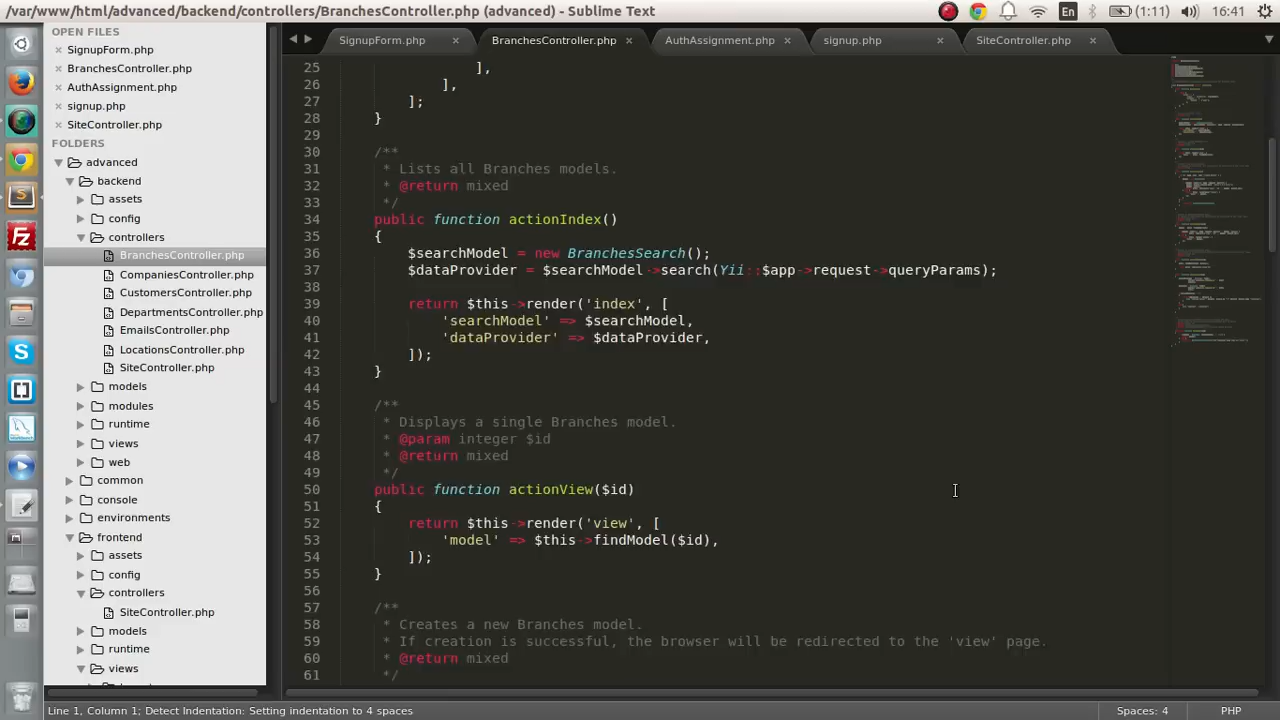 /var/www/html/advanced/backend/controllers/BranchesController.php (advanced) - Sublime Text
En
(1:11)
16:41
OPEN FILES
SignupForm.php
BranchesController.php
AuthAssignment.php
signup.php
SiteController.php
FOLDERS
advanced
backend
assets
config
controllers
BranchesController.php
CompaniesController.php
CustomersController.php
DepartmentsController.php
EmailsController.php
LocationsController.php
SiteController.php
models
modules
runtime
views
web
common
console
environments
frontend
assets
config
controllers
SiteController.php
models
runtime
views
SignupForm.php
BranchesController.php
AuthAssignment.php
signup.php
SiteController.php
25 ],
26 ],
27 ];
28 }
29
30 /**
31 * Lists all Branches models.
32 * @return mixed
33 */
34 public function actionIndex()
35 {
36 $searchModel = new BranchesSearch();
37 $dataProvider = $searchModel->search(Yii::$app->request->queryParams);
38
39 return $this->render('index', [
40 'searchModel' => $searchModel,
41 'dataProvider' => $dataProvider,
42 ]);
43 }
44
45 /**
46 * Displays a single Branches model.
47 * @param integer $id
48 * @return mixed
49 */
50 public function actionView($id)
51 {
52 return $this->render('view', [
53 'model' => $this->findModel($id),
54 ]);
55 }
56
57 /**
58 * Creates a new Branches model.
59 * If creation is successful, the browser will be redirected to the 'view' page.
60 * @return mixed
61 */
Line 1, Column 1; Detect Indentation: Setting indentation to 4 spaces
Spaces: 4
PHP